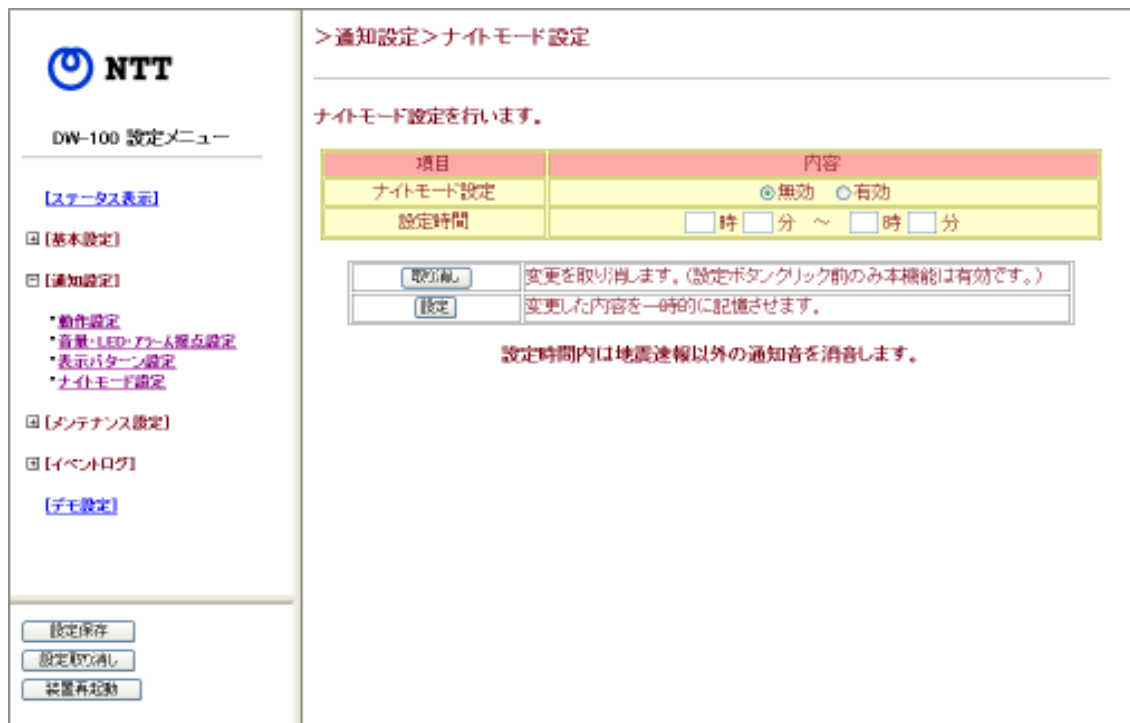 NTT
DW-100 設定メニュー
[ステータス表示]
[基本設定]
[通知設定]
・動作設定
・音量・LED・アラーム接点設定
・表示パターン設定
・ナイトモード設定
[メンテナンス設定]
[イベントログ]
[デモ設定]
設定保存
設定取り消し
装置再起動
>通知設定>ナイトモード設定
ナイトモード設定を行います。
項目 内容
ナイトモード設定 無効 有効
設定時間 時 分 ～ 時 分
取り消し 変更を取り消します。(設定ボタンクリック前のみ本機能は有効です。)
設定 変更した内容を一時的に記憶させます。
設定時間内は地震速報以外の通知音を消音します。